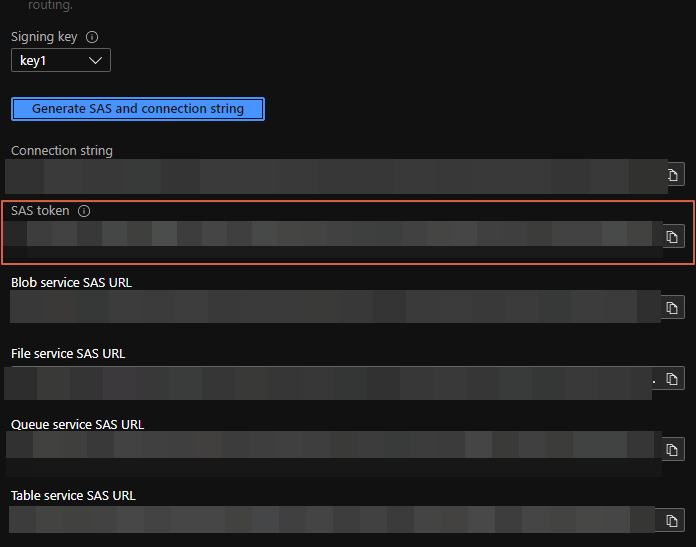 routing.
Signing key
key1
Generate SAS and connection string
Connection string
SAS token
Blob service SAS URL
File service SAS URL
Queue service SAS URL
Table service SAS URL